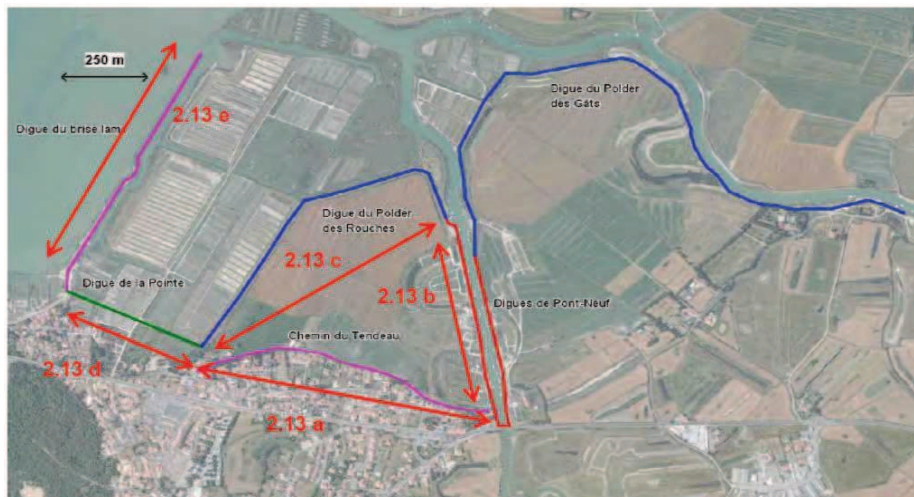 250 m
Digue du Polder
des Gâts
2.13 e
Digue du brise lam
Digue du Polder
des Rouches
2.13 c
Digue de la Pointe
2.13 b
Digues de Pont-Neuf
Chemin du Tendeau
2.13 d
2.13 a